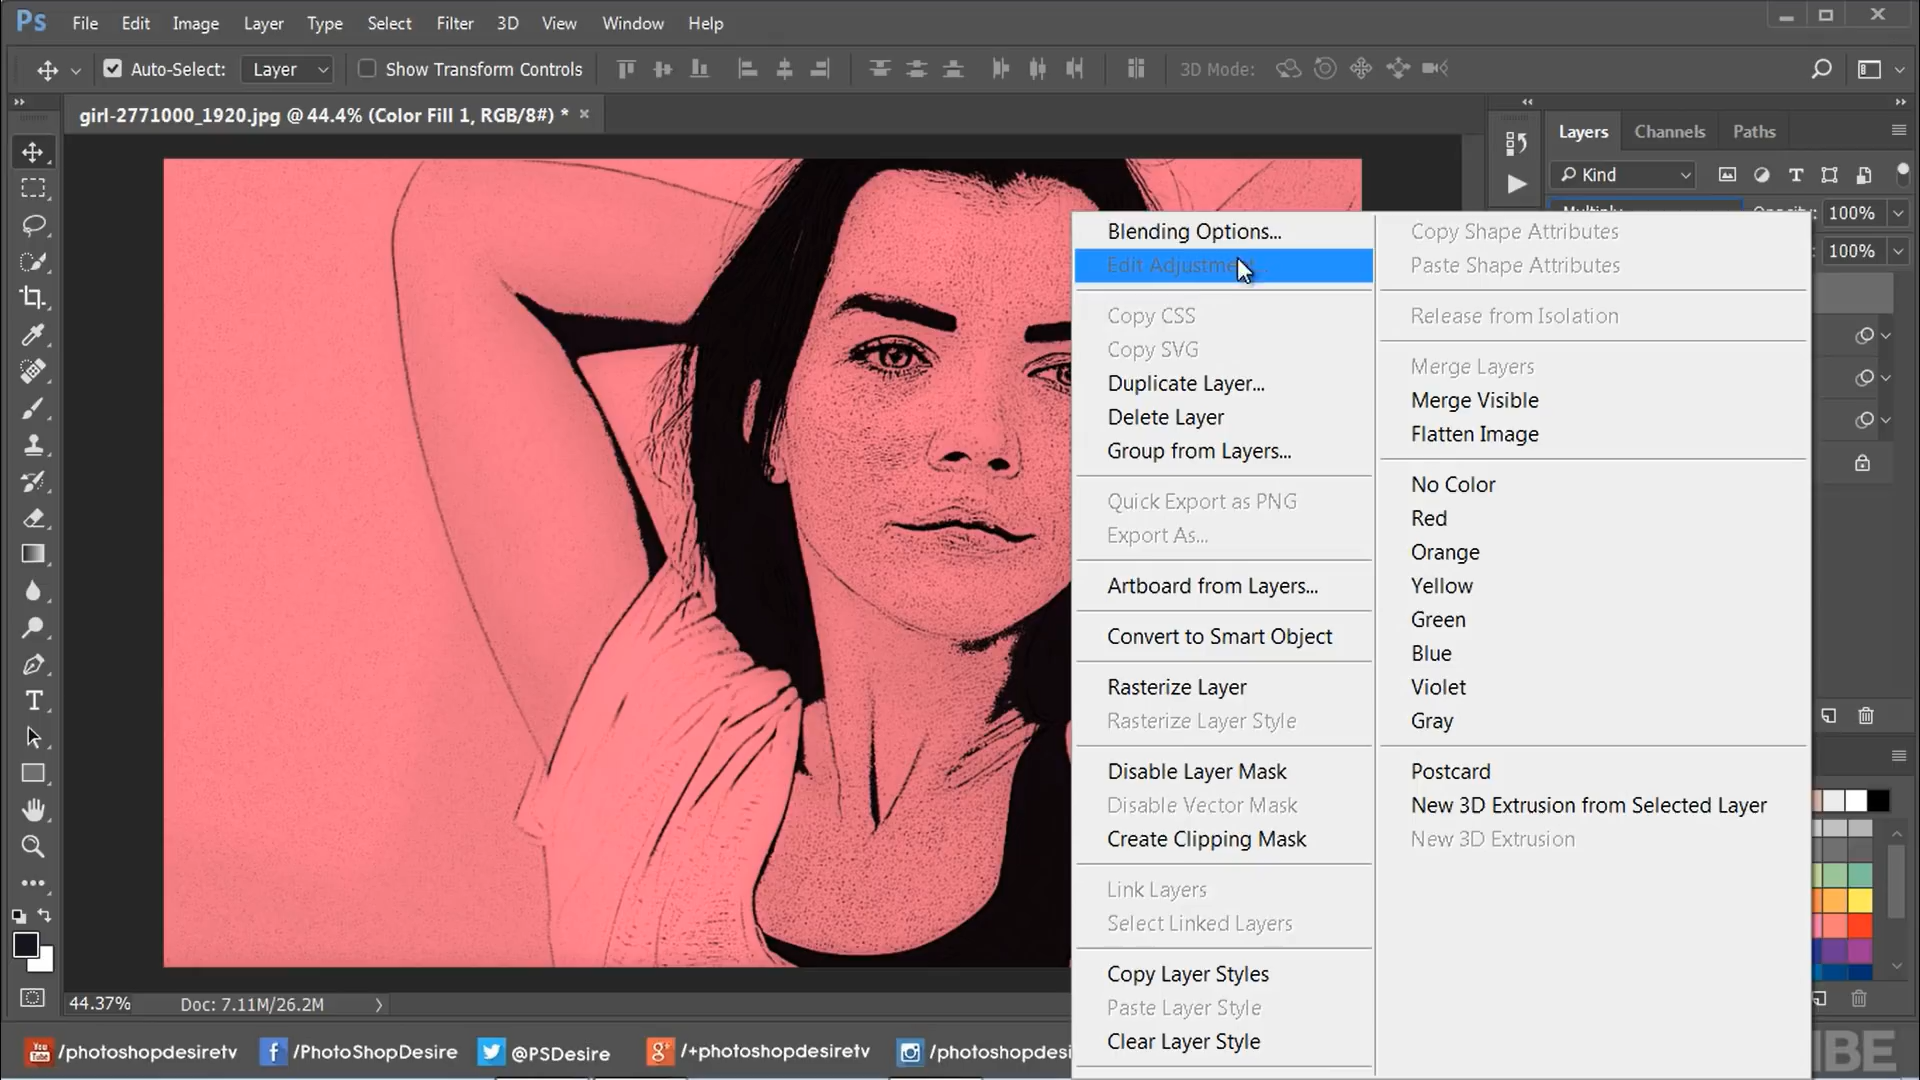 Ps File Edit Image Layer Type Select Filter 3D View Window Help
Auto-Select: Layer Show Transform Controls 3D Mode:
girl-2771000_1920.jpg @ 44.4% (Color Fill 1, RGB/8#) * ×
Layers Channels Paths
Kind
Multiply Opacity: 100%
100%
Blending Options...
Edit Adjustment...
Copy CSS
Copy SVG
Duplicate Layer...
Delete Layer
Group from Layers...
Quick Export as PNG
Export As...
Artboard from Layers...
Convert to Smart Object
Rasterize Layer
Rasterize Layer Style
Disable Layer Mask
Disable Vector Mask
Create Clipping Mask
Link Layers
Select Linked Layers
Copy Layer Styles
Paste Layer Style
Clear Layer Style
Copy Shape Attributes
Paste Shape Attributes
Release from Isolation
Merge Layers
Merge Visible
Flatten Image
No Color
Red
Orange
Yellow
Green
Blue
Violet
Gray
Postcard
New 3D Extrusion from Selected Layer
New 3D Extrusion
44.37% Doc: 7.11M/26.2M
You Tube /photoshopdesiretv f /PhotoShopDesire @PSDesire g+ /+photoshopdesiretv /photoshopdesi
IBE